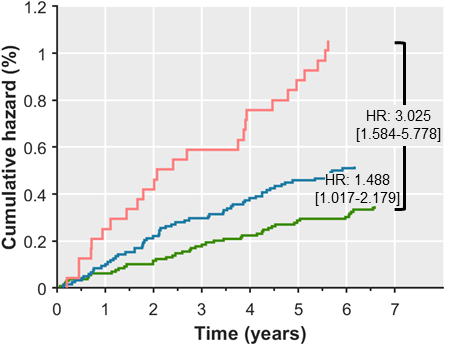 1.2
1
0.8
0.6
0.4
0.2
0
Cumulative hazard (%)
HR: 3.025
[1.584-5.778]
HR: 1.488
[1.017-2.179]
0 1 2 3 4 5 6 7
Time (years)